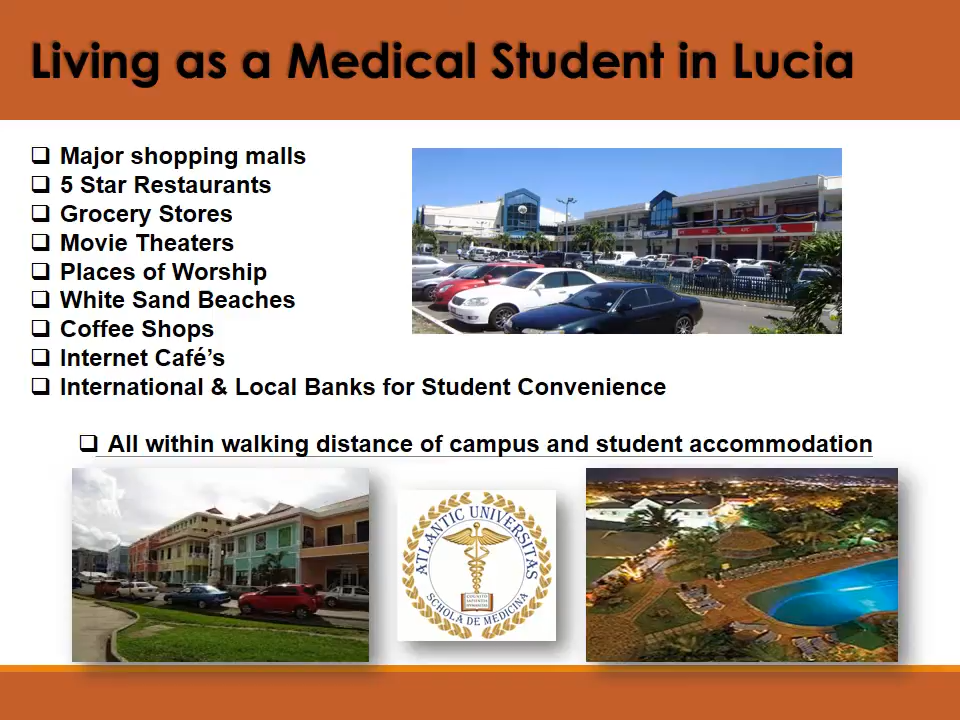 Living as a Medical Student in Lucia
Major shopping malls
5 Star Restaurants
Grocery Stores
Movie Theaters
Places of Worship
White Sand Beaches
Coffee Shops
Internet Café’s
International & Local Banks for Student Convenience
All within walking distance of campus and student accommodation
ATLANTIC UNIVERSITAS
SCHOLA DE MEDICINA